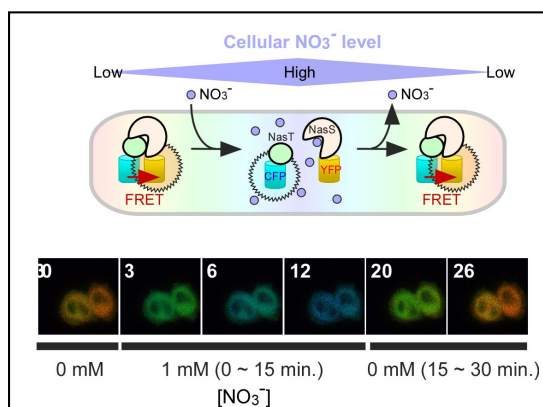 Cellular NO₃⁻ level
Low High Low
NO₃⁻ NO₃⁻
NasT NasS
CFP YFP
FRET FRET
0 3 6 12 20 26
0 mM 1 mM (0 ~ 15 min.) 0 mM (15 ~ 30 min.)
[NO₃⁻]